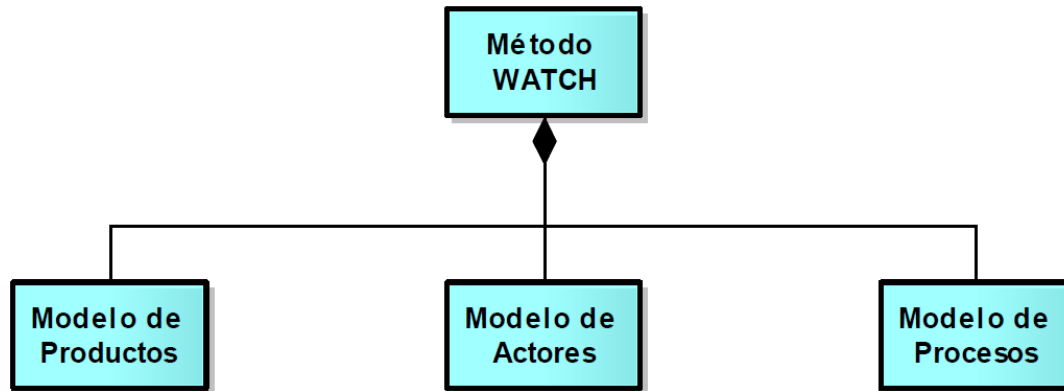 Método
WATCH
Modelo de
Productos
Modelo de
Actores
Modelo de
Procesos